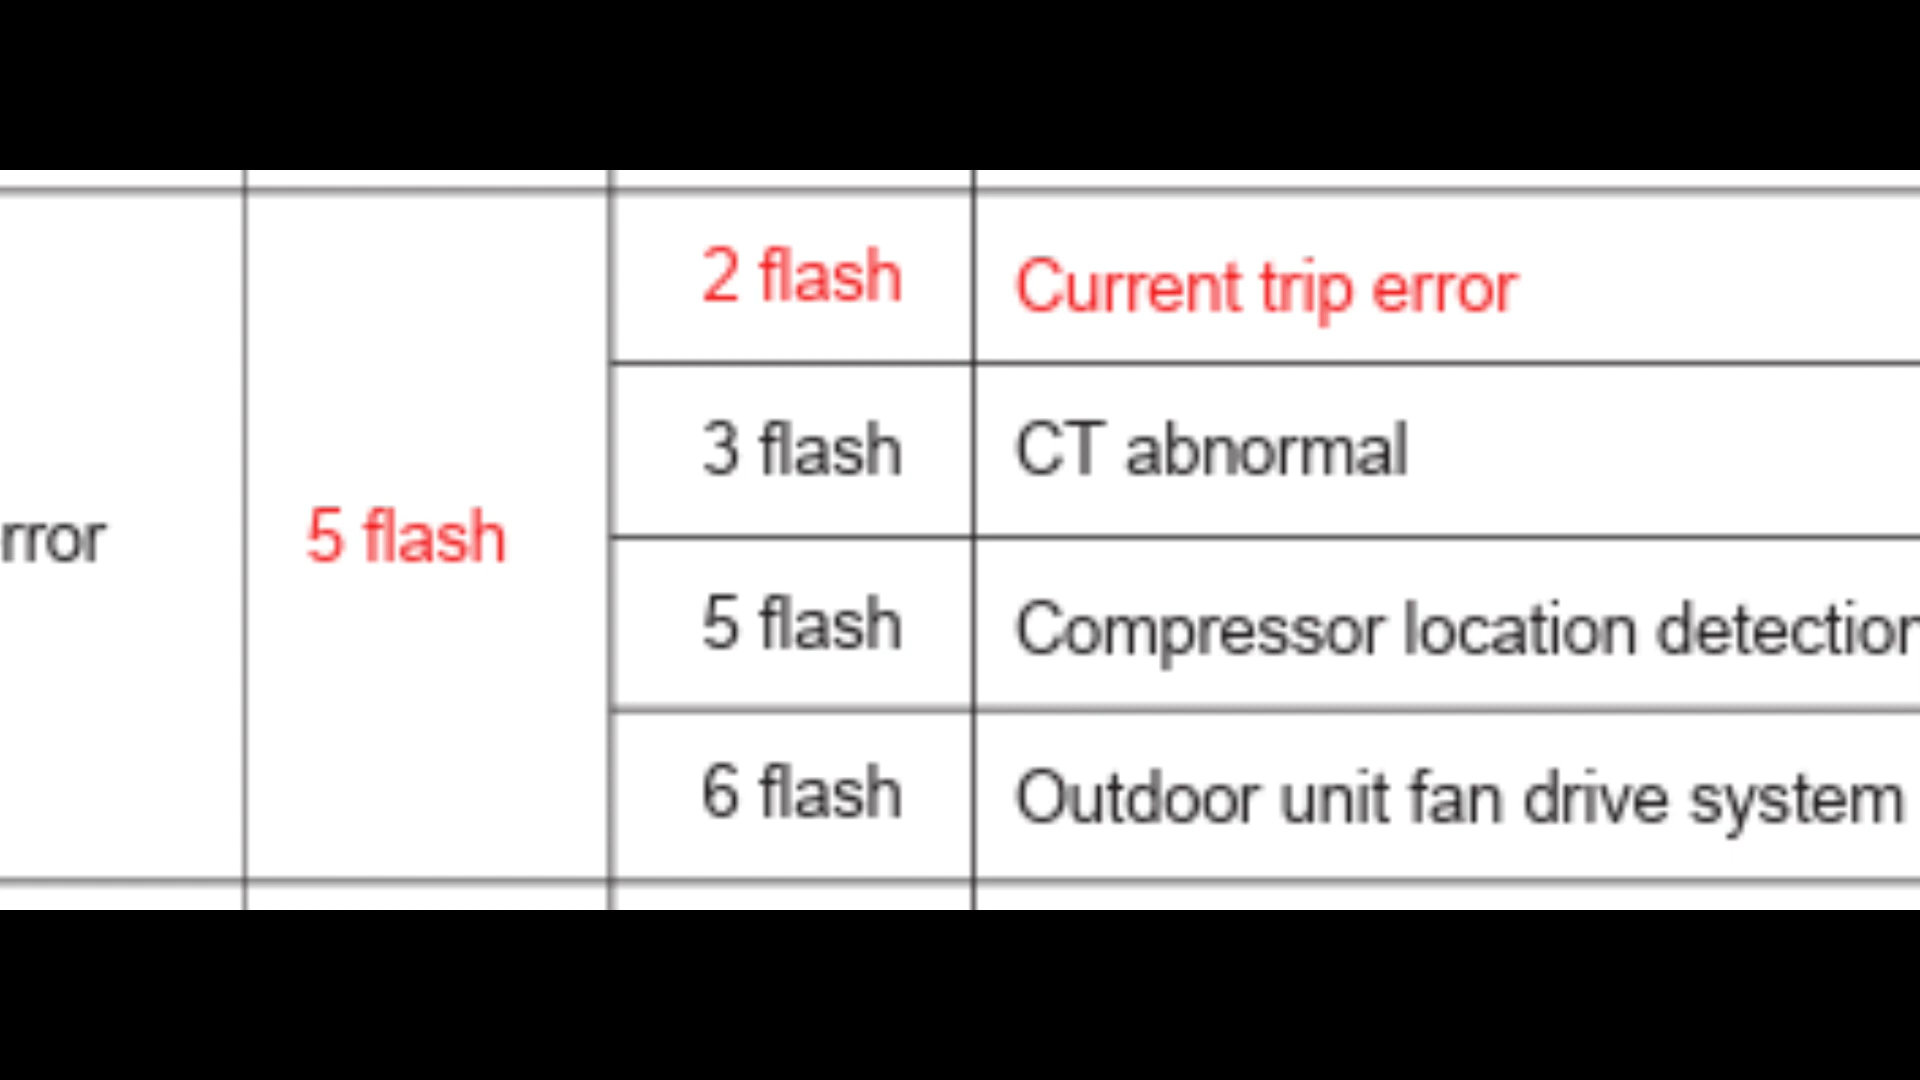 2 flash Current trip error
3 flash CT abnormal
rror 5 flash
5 flash Compressor location detection
6 flash Outdoor unit fan drive system